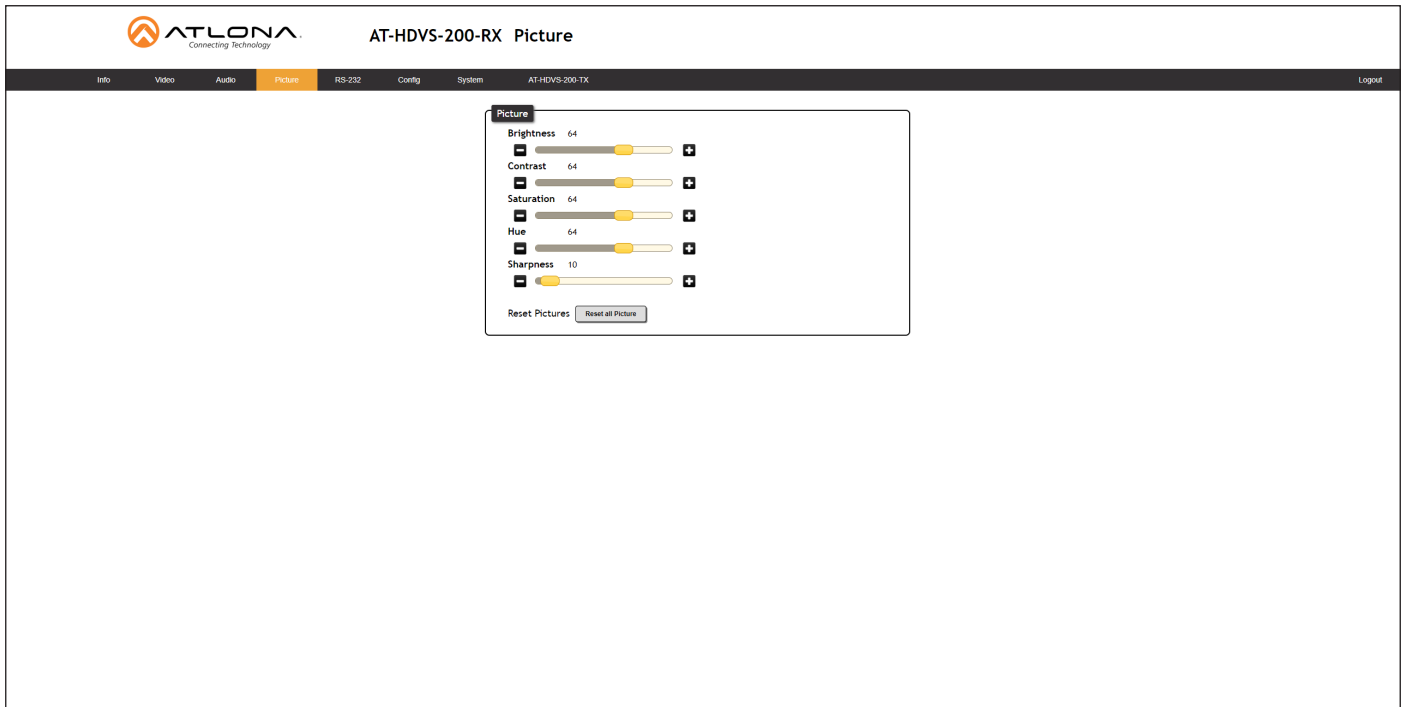 ATLONA.
Connecting Technology
AT-HDVS-200-RX Picture
Info Video Audio Picture RS-232 Config System AT-HDVS-200-TX Logout
Picture
Brightness 64
Contrast 64
Saturation 64
Hue 64
Sharpness 10
Reset Pictures Reset all Picture